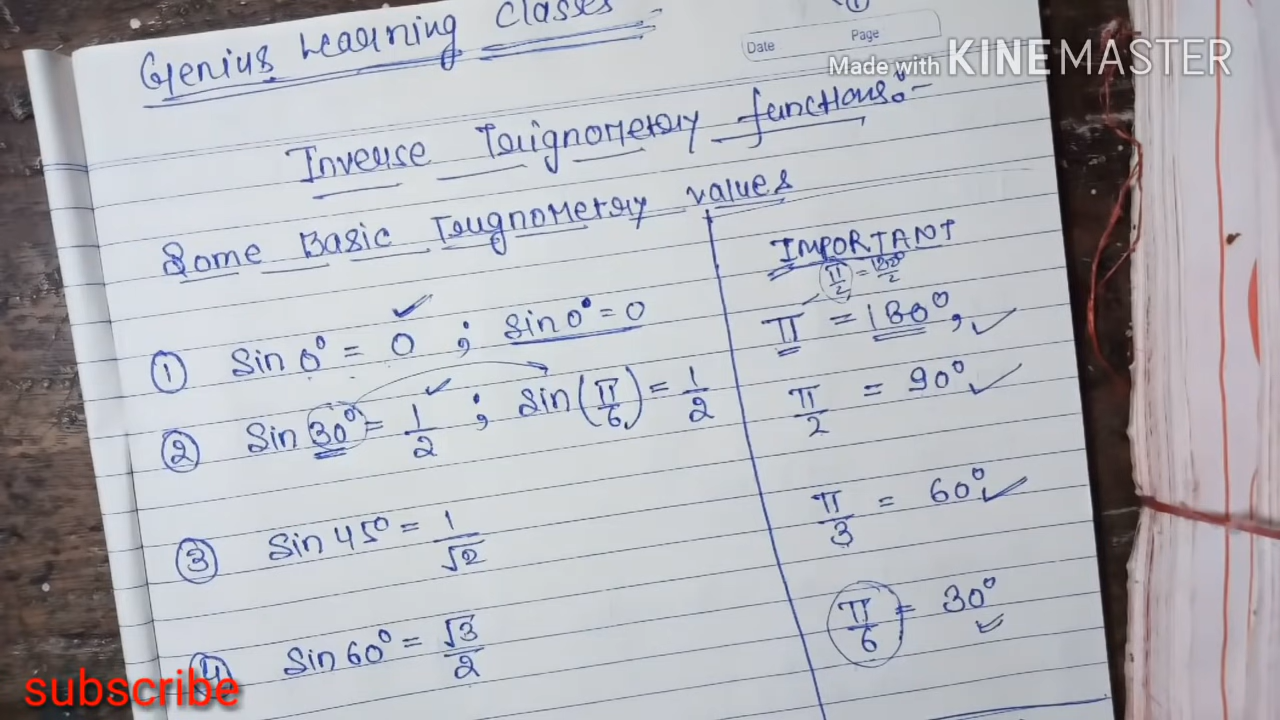 Genius Learning Classes
Date Page
Made with KINEMASTER
Inverse Trignometry functions:-
Some Basic Trignometry values
① Sin 0° = 0 ; Sin 0° = 0
② Sin 30° = 1/2 ; Sin (π/6) = 1/2
③ Sin 45° = 1/√2
④ Sin 60° = √3/2
IMPORTANT
π/2 = 180°/2
π = 180°,
π/2 = 90°
π/3 = 60°
π/6 = 30°
subscribe